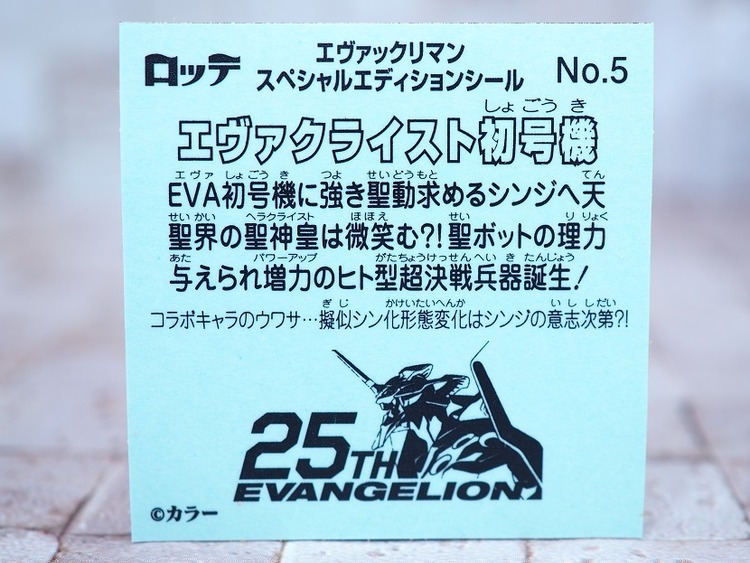 ロッテ
エヴァックリマン
スペシャルエディションシール
No.5
しょ ごう き
エヴァクライスト初号機
エヴァ しょ ごう き つよ せいどうもと てん
EVA初号機に強き聖動求めるシンジへ天
せい かい ヘラクライスト ほほえ せい り りょく
聖界の聖神皇は微笑む?!聖ボットの理力
あた パワーアップ がたちょうけっせんへいき たんじょう
与えられ増力のヒト型超決戦兵器誕生!
ぎじ かけいたいへんか いし しだい
コラボキャラのウワサ…擬似シン化形態変化はシンジの意志次第?!
25TH
EVANGELION
©カラー